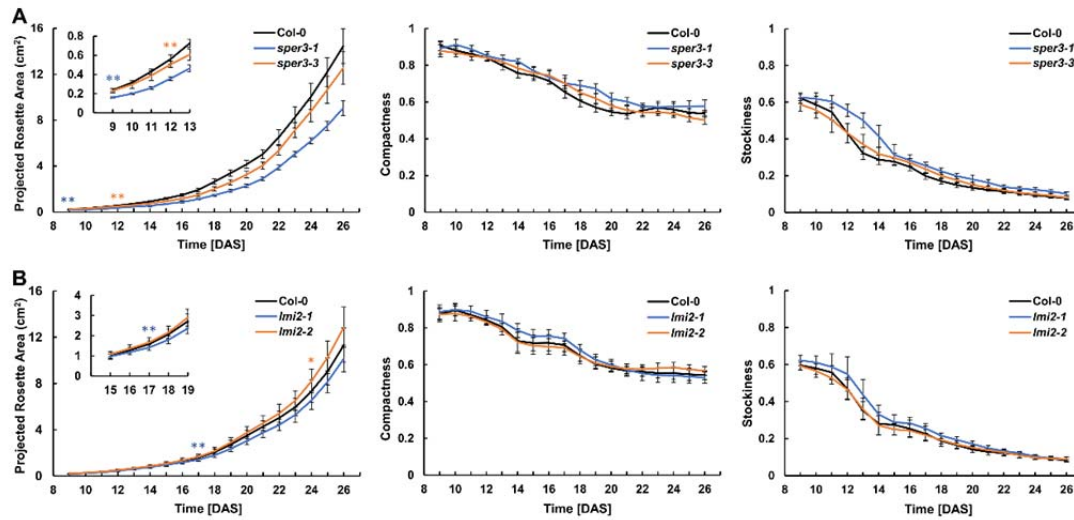 A
Projected Rosette Area (cm²)
16
12
8
4
0
0.8
0.6
0.4
0.2
0
9 10 11 12 13
**
**
**
**
Col-0
sper3-1
sper3-3
8 10 12 14 16 18 20 22 24 26
Time [DAS]
Compactness
1
0.8
0.6
0.4
0.2
0
Col-0
sper3-1
sper3-3
8 10 12 14 16 18 20 22 24 26
Time [DAS]
Stockiness
1
0.8
0.6
0.4
0.2
0
Col-0
sper3-1
sper3-3
8 10 12 14 16 18 20 22 24 26
Time [DAS]
B
Projected Rosette Area (cm²)
16
12
8
4
0
4
3
2
1
0
15 16 17 18 19
**
**
*
Col-0
lmi2-1
lmi2-2
8 10 12 14 16 18 20 22 24 26
Time [DAS]
Compactness
1
0.8
0.6
0.4
0.2
0
Col-0
lmi2-1
lmi2-2
8 10 12 14 16 18 20 22 24 26
Time [DAS]
Stockiness
1
0.8
0.6
0.4
0.2
0
Col-0
lmi2-1
lmi2-2
8 10 12 14 16 18 20 22 24 26
Time [DAS]